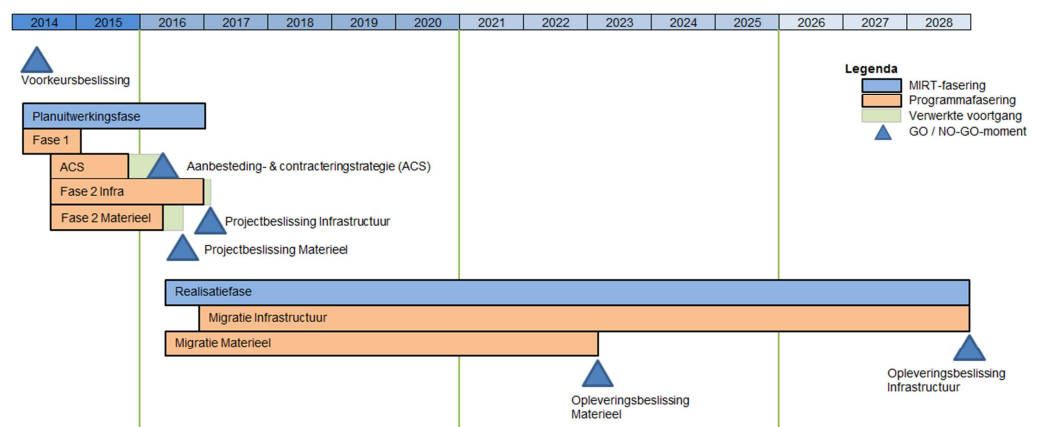 2014 2015 2016 2017 2018 2019 2020 2021 2022 2023 2024 2025 2026 2027 2028
Voorkeursbeslissing
Legenda
MIRT-fasering
Programmafasering
Verwerkte voortgang
GO / NO-GO-moment
Planuitwerkingsfase
Fase 1
ACS
Aanbesteding- & contracteringstrategie (ACS)
Fase 2 Infra
Fase 2 Materieel
Projectbeslissing Infrastructuur
Projectbeslissing Materieel
Realisatiefase
Migratie Infrastructuur
Migratie Materieel
Opleveringsbeslissing
Materieel
Opleveringsbeslissing
Infrastructuur